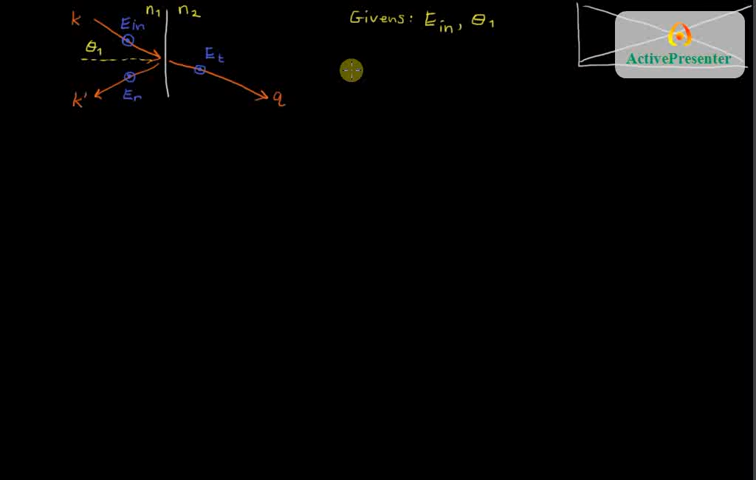 k
E_in
n₁
n₂
Givens: E_in, θ₁
θ₁
E_t
k'
E_r
q
ActivePresenter